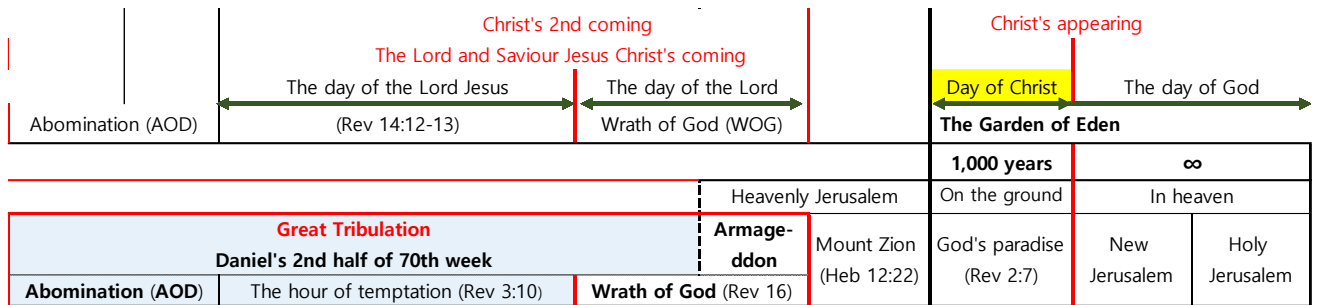 Christ's 2nd coming
Christ's appearing
The Lord and Saviour Jesus Christ's coming
The day of the Lord Jesus
The day of the Lord
Day of Christ
The day of God
Abomination (AOD)
(Rev 14:12-13)
Wrath of God (WOG)
The Garden of Eden
1,000 years
∞
Heavenly Jerusalem
On the ground
In heaven
Great Tribulation
Daniel's 2nd half of 70th week
Armage-
ddon
Mount Zion
(Heb 12:22)
God's paradise
(Rev 2:7)
New
Jerusalem
Holy
Jerusalem
Abomination (AOD)
The hour of temptation (Rev 3:10)
Wrath of God (Rev 16)